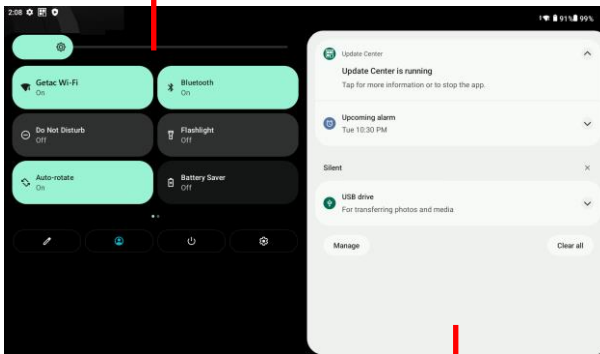 2:08
91% 99%
Getac Wi-Fi
On
Bluetooth
On
Do Not Disturb
Off
Flashlight
Off
Auto-rotate
On
Battery Saver
Off
Update Center
Update Center is running
Tap for more information or to stop the app.
Upcoming alarm
Tue 10:30 PM
Silent
USB drive
For transferring photos and media
Manage
Clear all